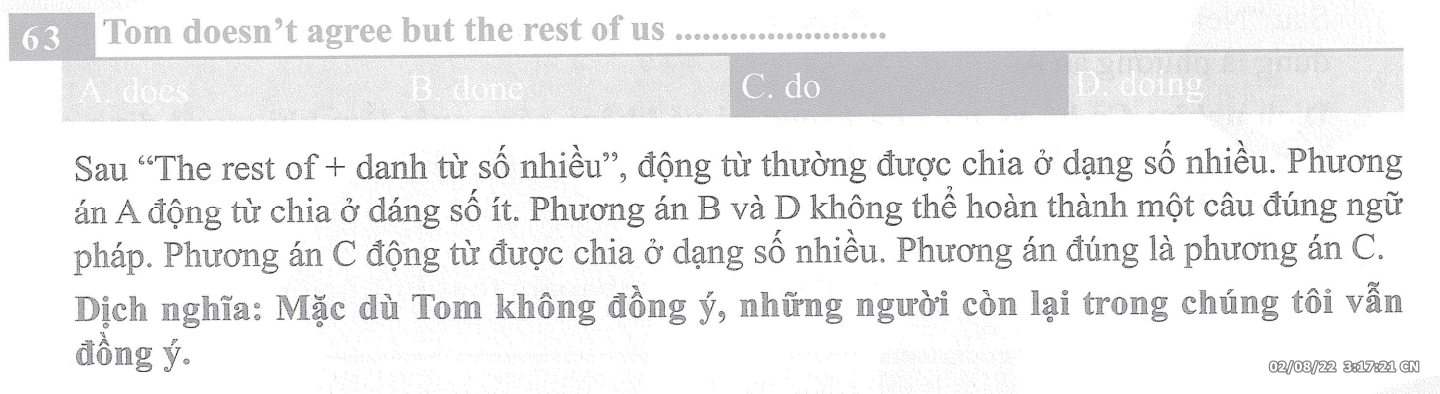 63 Tom doesn’t agree but the rest of us ........................
A. does B. done C. do D. doing
Sau “The rest of + danh từ số nhiều”, động từ thường được chia ở dạng số nhiều. Phương
án A động từ chia ở dáng số ít. Phương án B và D không thể hoàn thành một câu đúng ngữ
pháp. Phương án C động từ được chia ở dạng số nhiều. Phương án đúng là phương án C.
Dịch nghĩa: Mặc dù Tom không đồng ý, những người còn lại trong chúng tôi vẫn
đồng ý.
02/08/22 3:17:21 CN